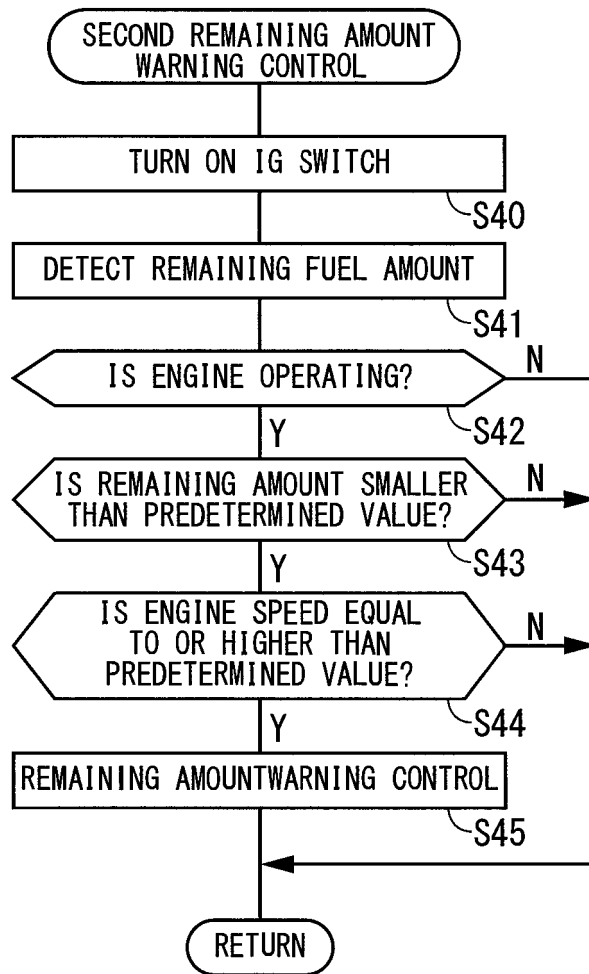 SECOND REMAINING AMOUNT
WARNING CONTROL
TURN ON IG SWITCH
S40
DETECT REMAINING FUEL AMOUNT
S41
IS ENGINE OPERATING?
N
S42
Y
IS REMAINING AMOUNT SMALLER
THAN PREDETERMINED VALUE?
N
S43
Y
IS ENGINE SPEED EQUAL
TO OR HIGHER THAN
PREDETERMINED VALUE?
N
S44
Y
REMAINING AMOUNTWARNING CONTROL
S45
RETURN